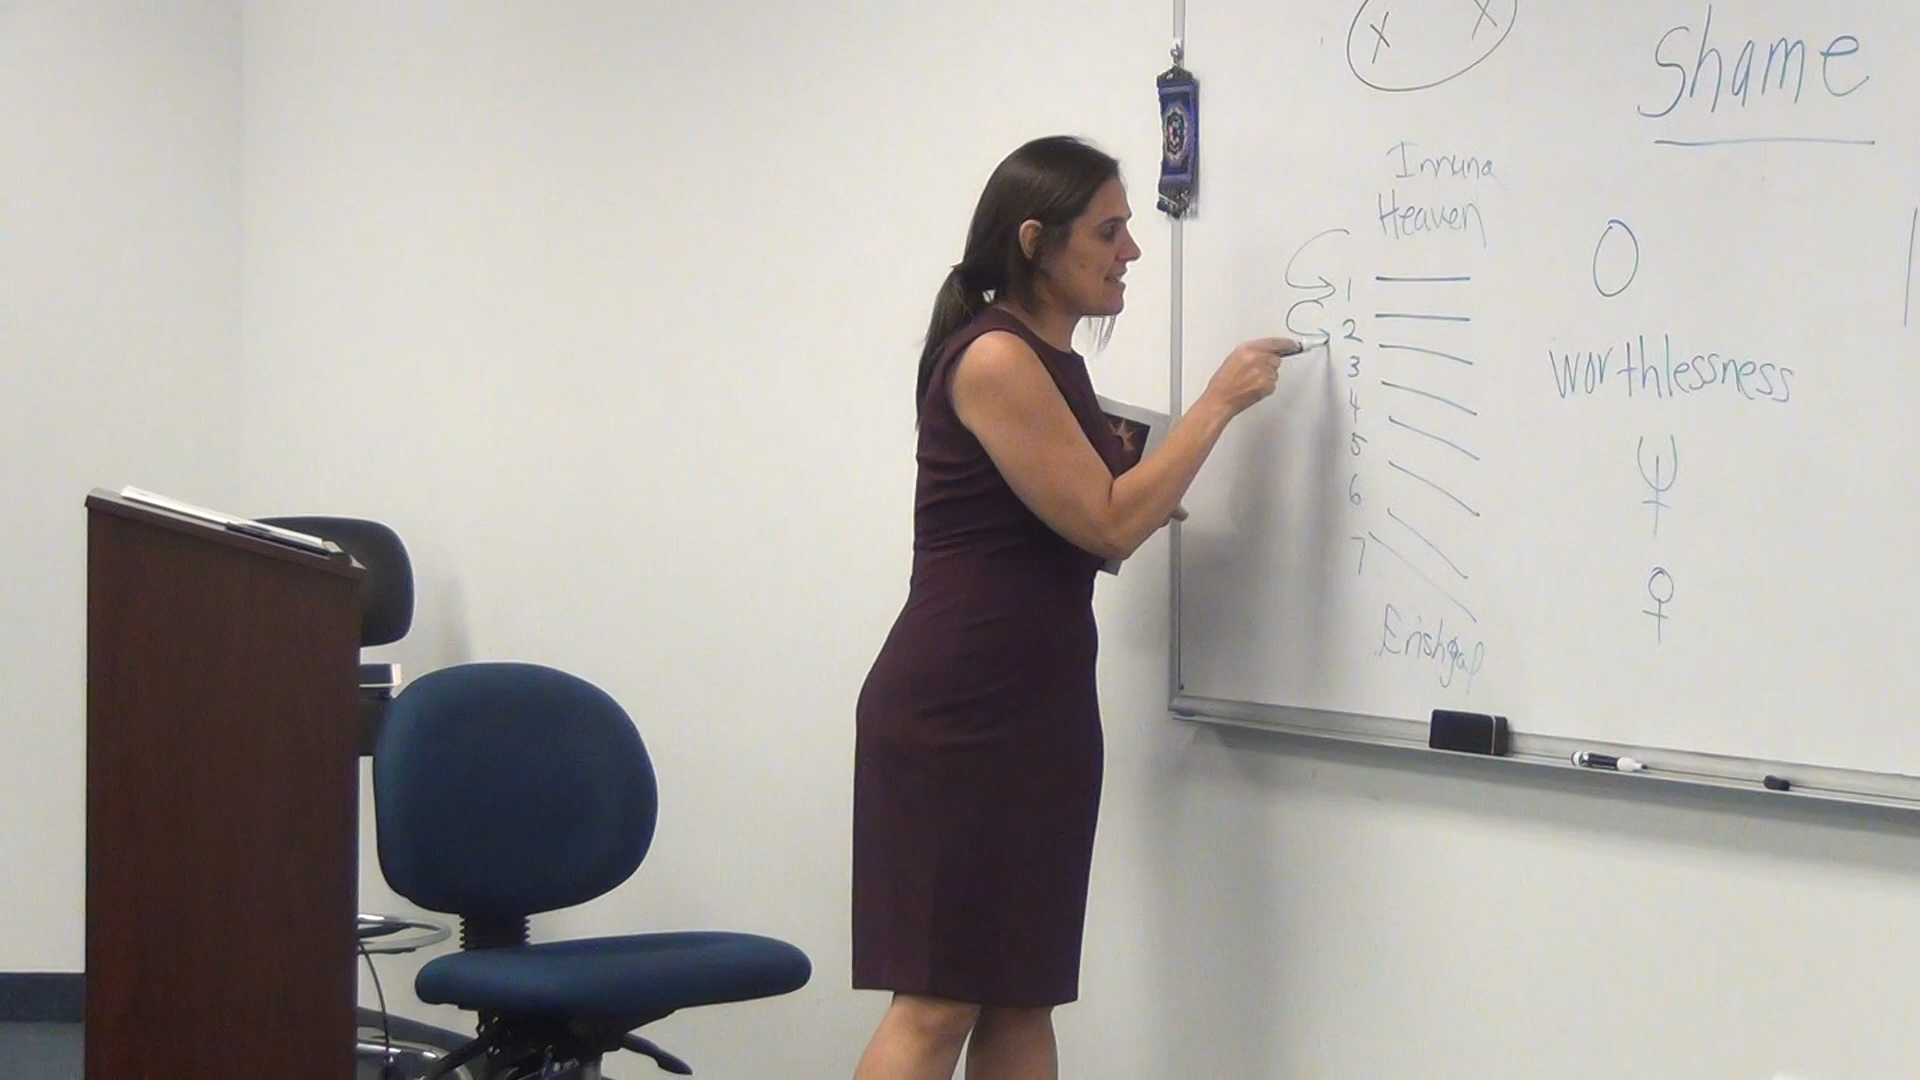 x x
Shame
Innana
Heaven
1
2
3
4
5
6
7
Erishgal
O
worthlessness
♆
♀